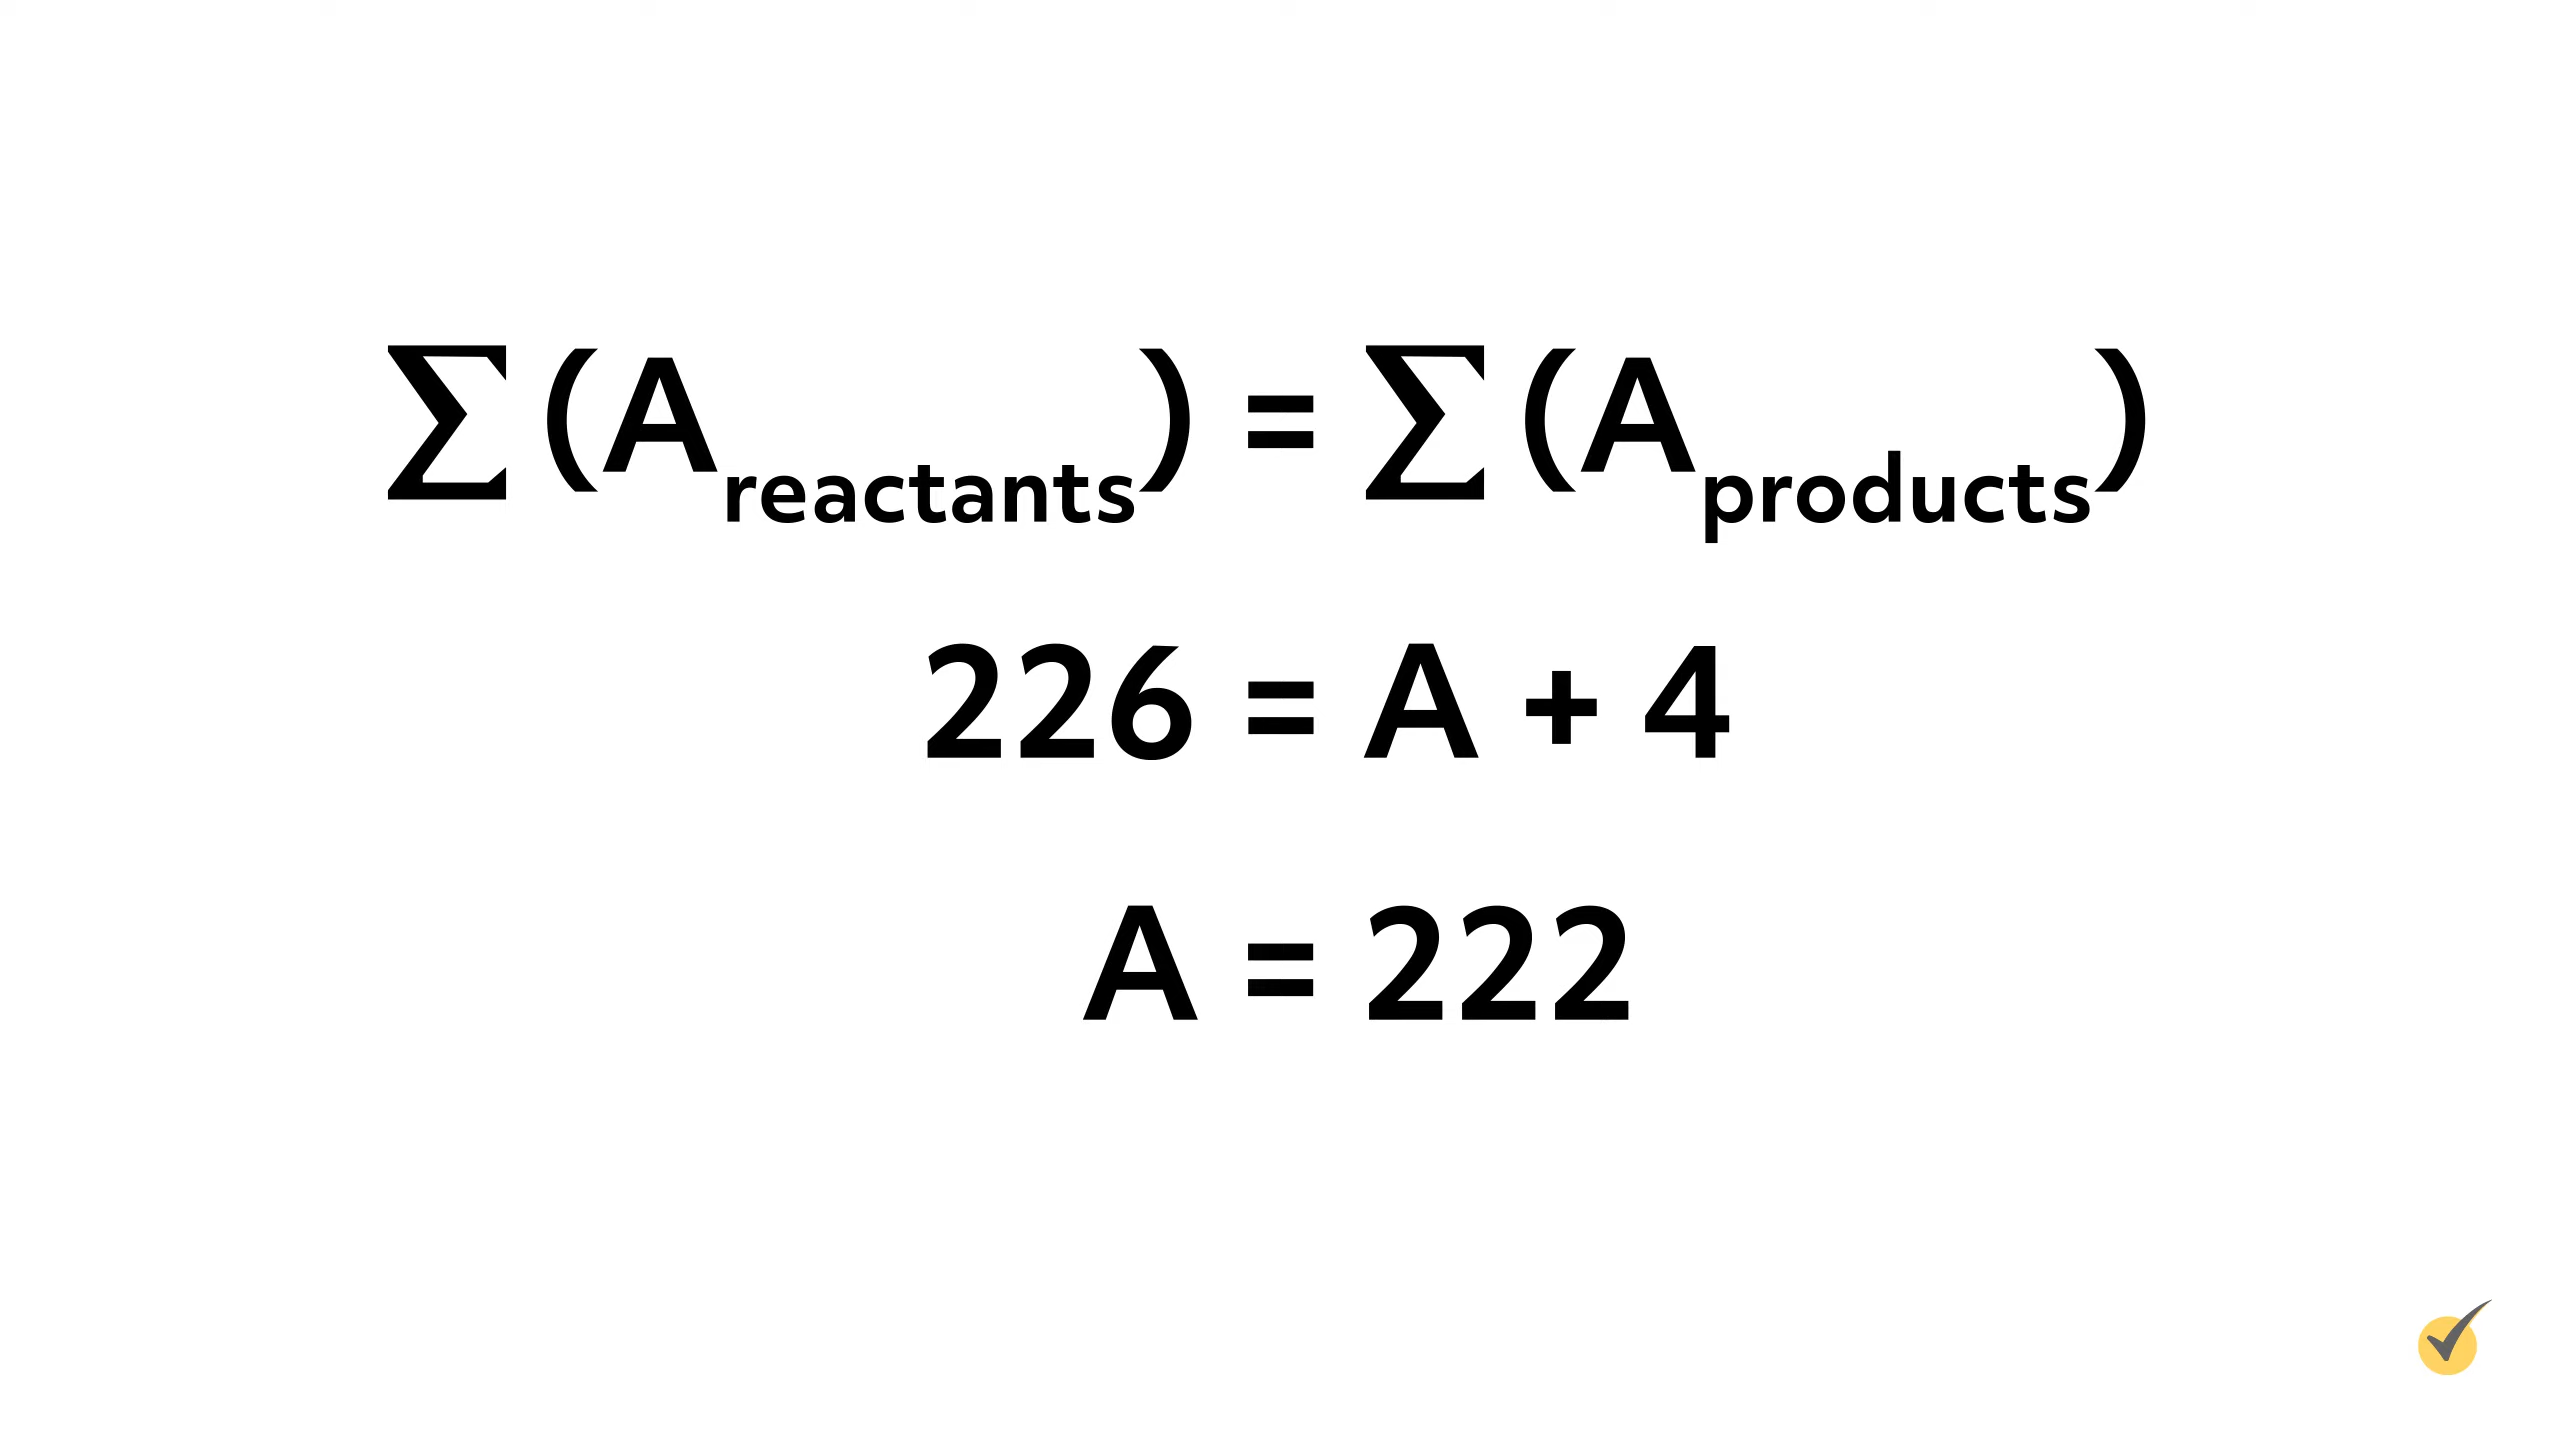 ∑(A_reactants) = ∑(A_products)
226 = A + 4
A = 222